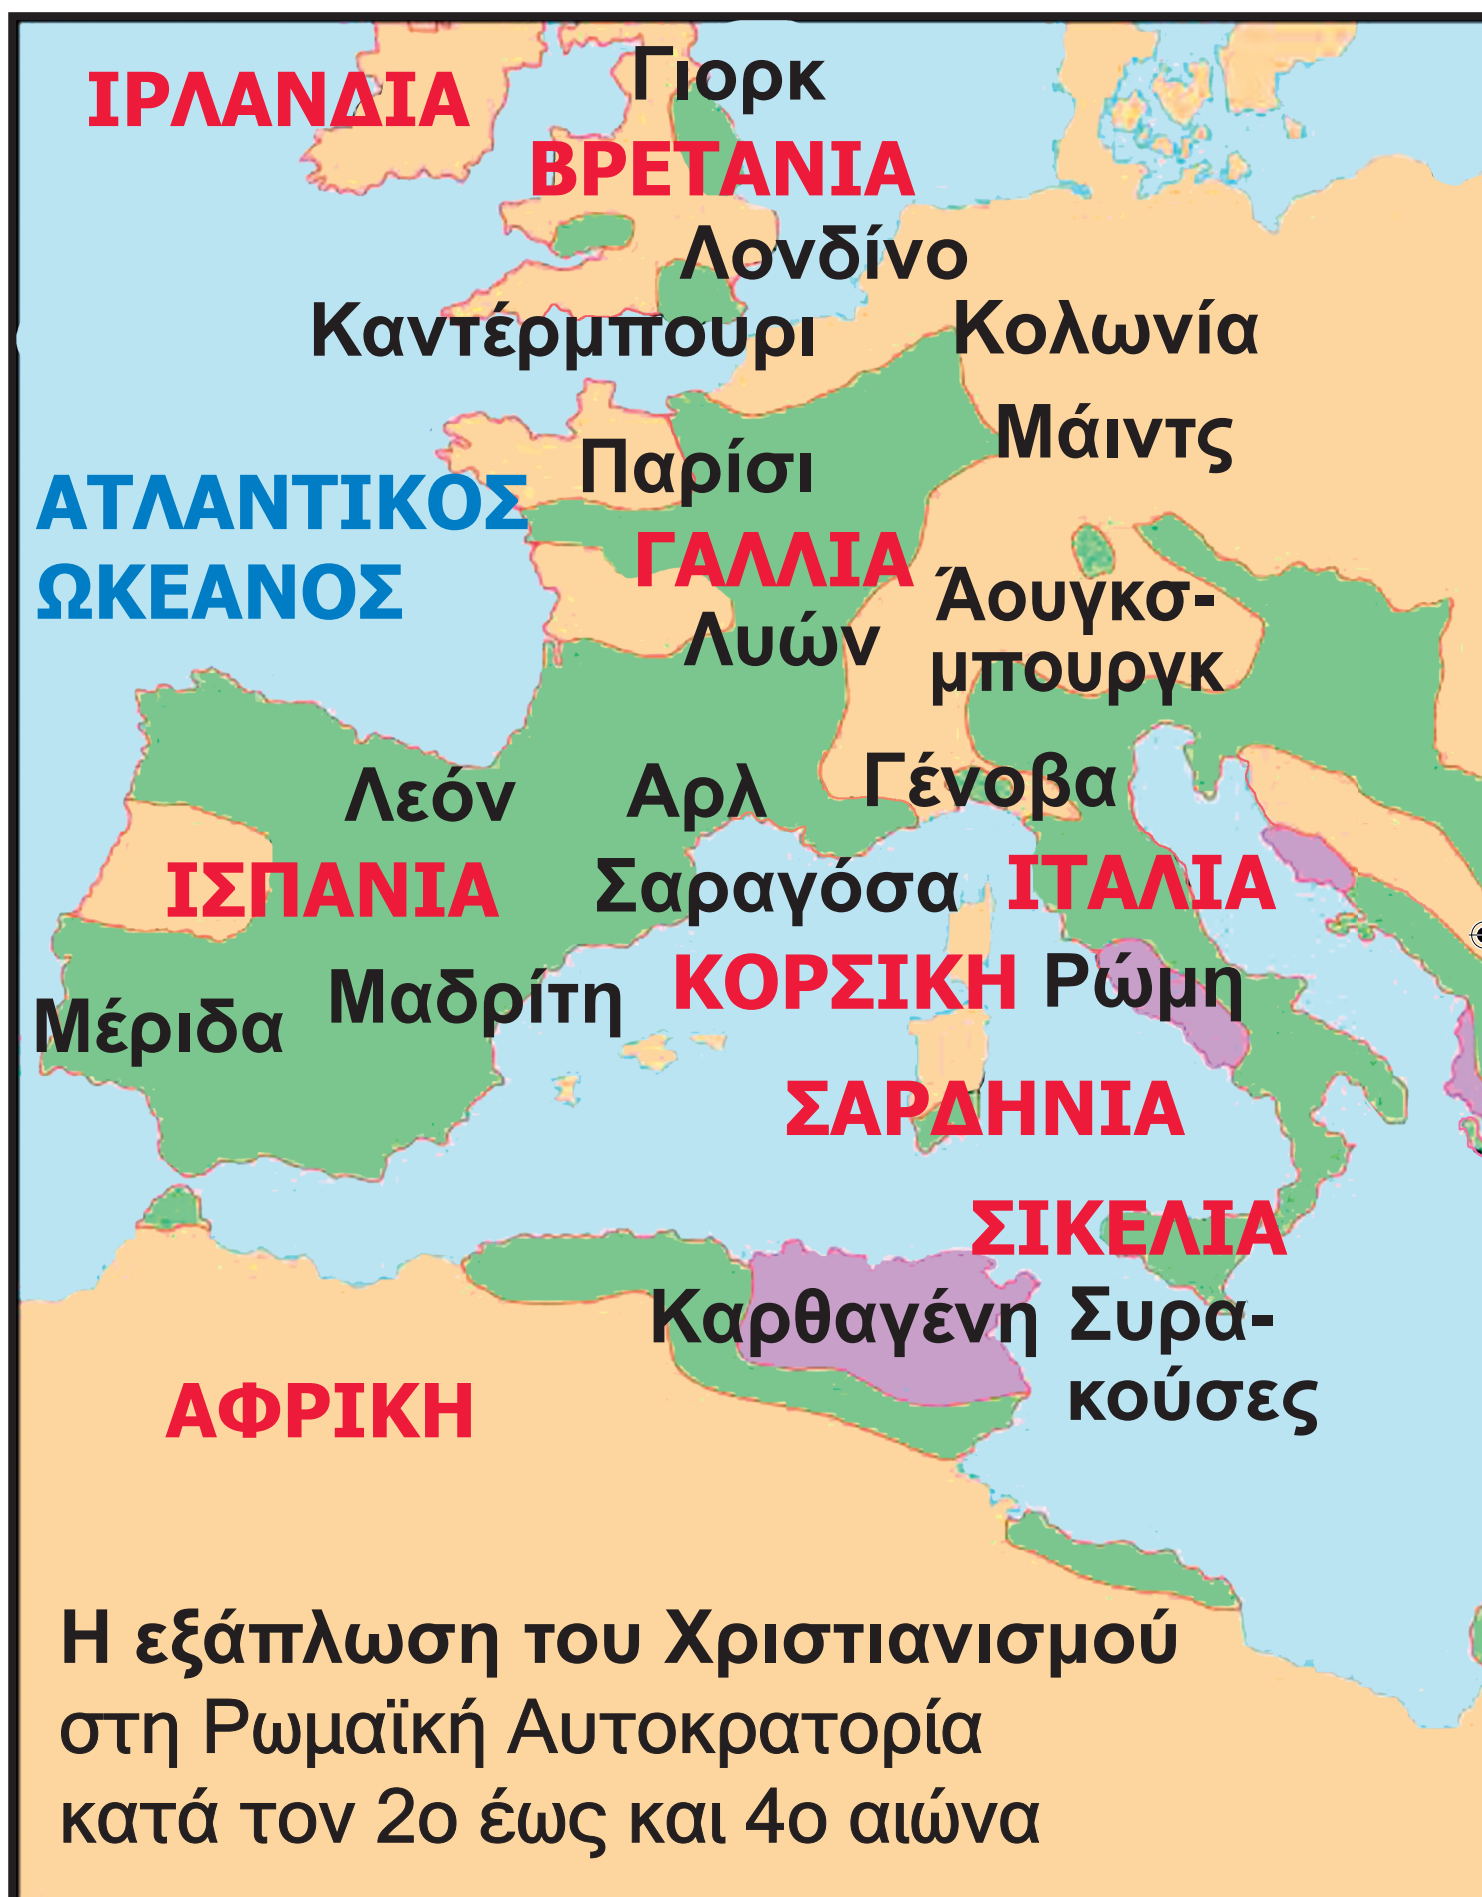 ΙΡΛΑΝΔΙΑ
Γιορκ
ΒΡΕΤΑΝΙΑ
Λονδίνο
Καντέρμπουρι
Κολωνία
Μάιντς
Παρίσι
ΑΤΛΑΝΤΙΚΟΣ
ΩΚΕΑΝΟΣ
ΓΑΛΛΙΑ
Άουγκσ-
μπουργκ
Λυών
Λεόν
Αρλ
Γένοβα
ΙΣΠΑΝΙΑ
Σαραγόσα
ΙΤΑΛΙΑ
Μέριδα
Μαδρίτη
ΚΟΡΣΙΚΗ
Ρώμη
ΣΑΡΔΗΝΙΑ
ΣΙΚΕΛΙΑ
Καρθαγένη
Συρα-
κούσες
ΑΦΡΙΚΗ
Η εξάπλωση του Χριστιανισμού
στη Ρωμαϊκή Αυτοκρατορία
κατά τον 2ο έως και 4ο αιώνα